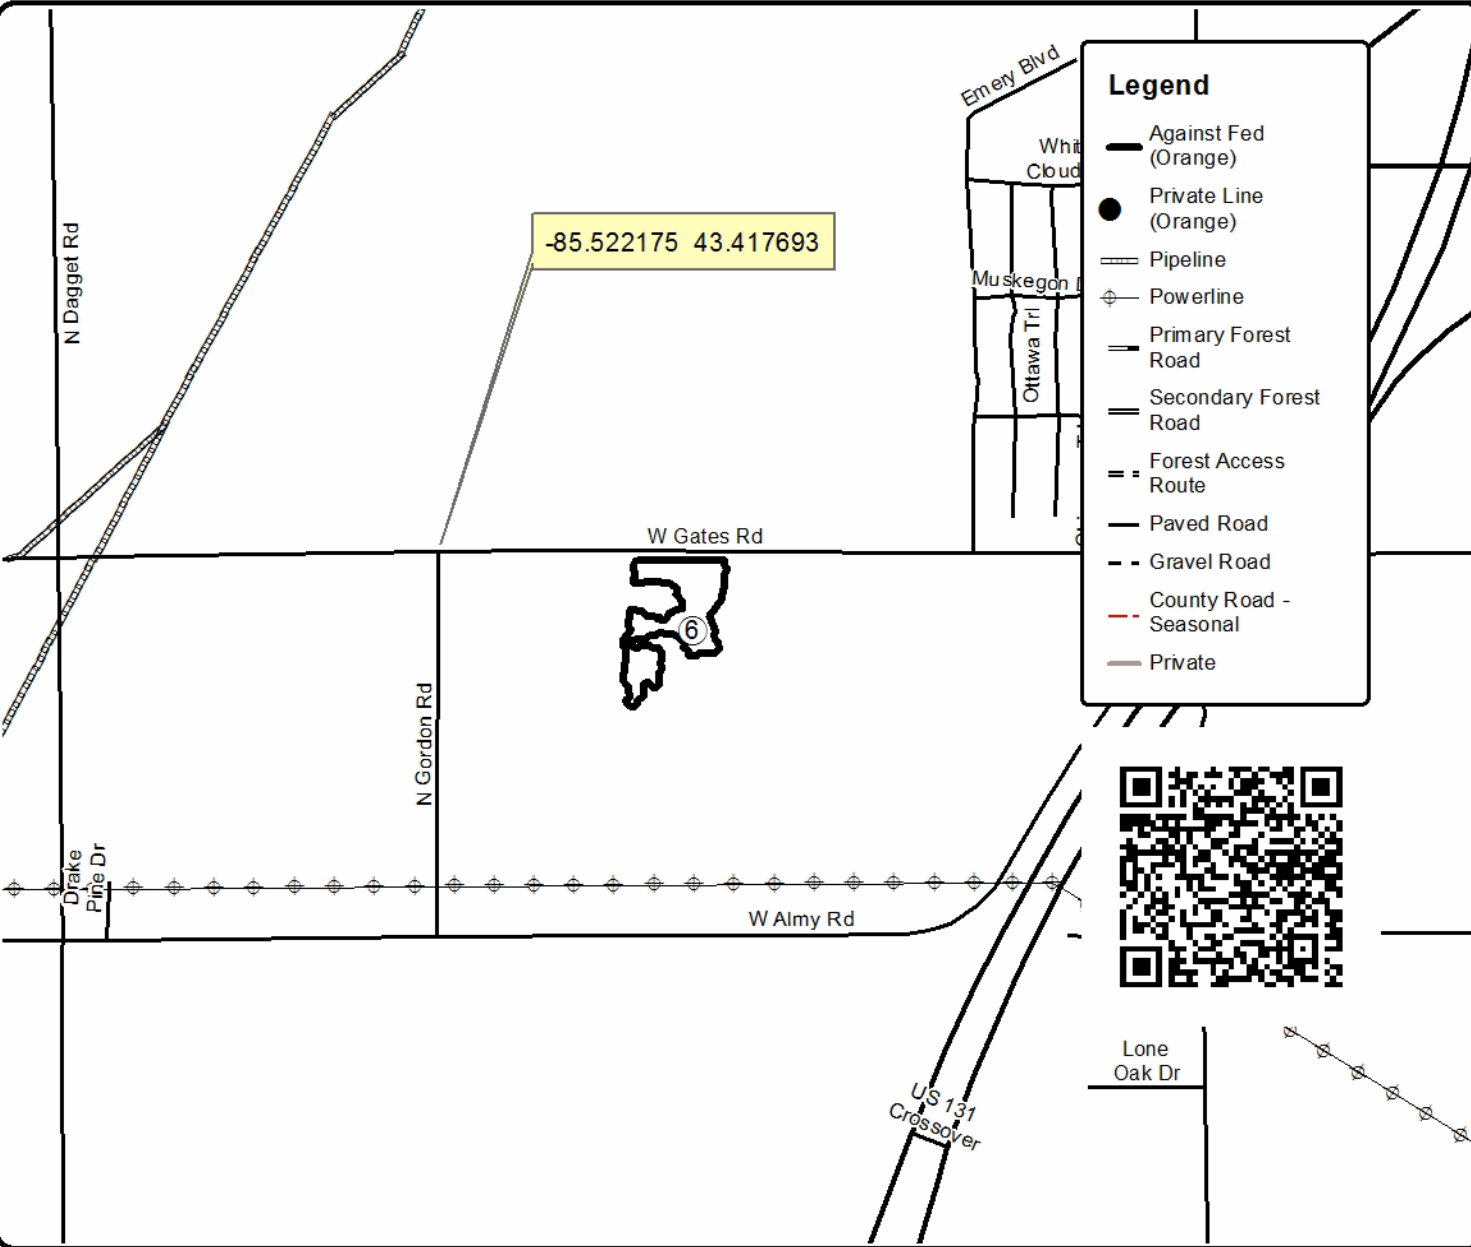 Emery Blvd
Legend
Against Fed
(Orange)
Private Line
(Orange)
Pipeline
Powerline
Primary Forest
Road
Secondary Forest
Road
Forest Access
Route
Paved Road
Gravel Road
County Road -
Seasonal
Private
Whit
Cloud
N Dagget Rd
-85.522175 43.417693
Muskegon
Ottawa Trl
W Gates Rd
6
N Gordon Rd
Drake
Pine Dr
W Almy Rd
Lone
Oak Dr
US 131
Crossover